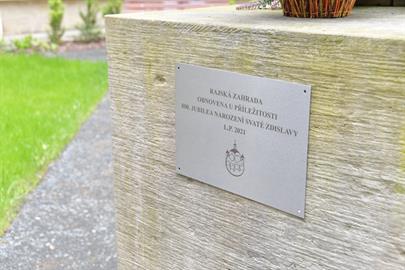 RAJSKÁ ZAHRADA
OBNOVENA U PŘÍLEŽITOSTI
800. JUBILEA NAROZENÍ SVATÉ ZDISLAVY
L.P. 2021